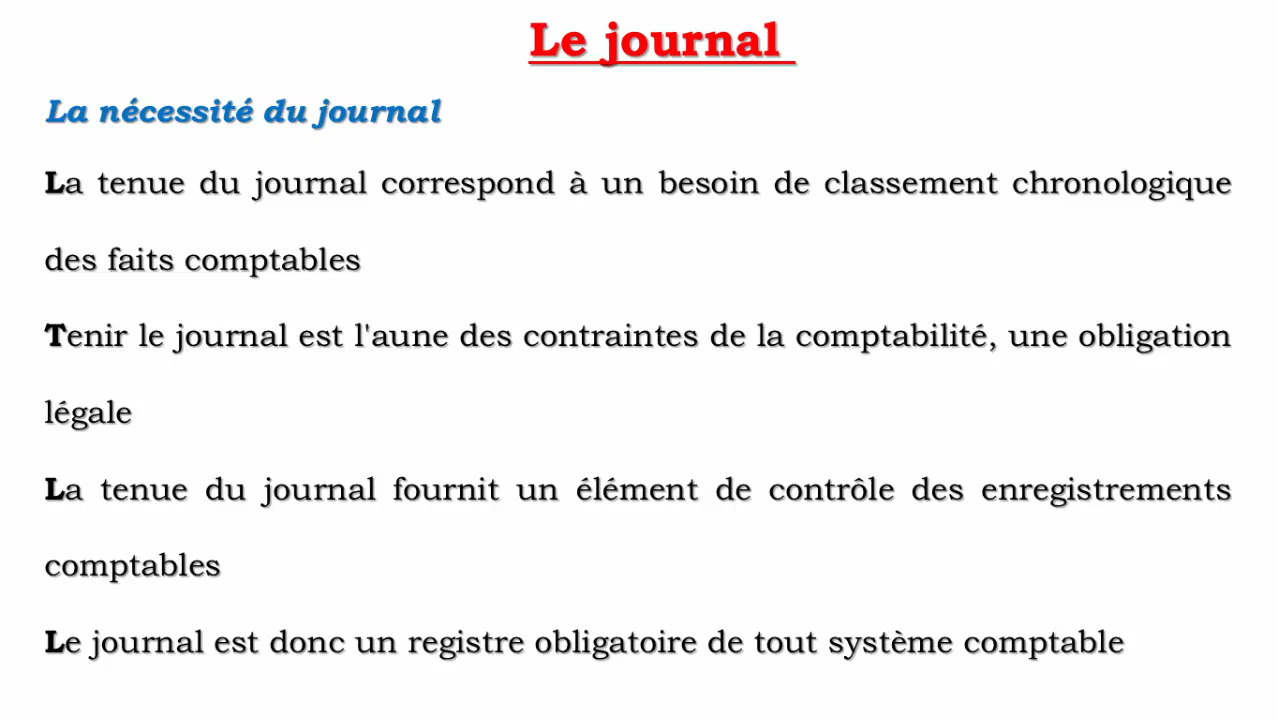 Le journal
La nécessité du journal
La tenue du journal correspond à un besoin de classement chronologique
des faits comptables
Tenir le journal est l'aune des contraintes de la comptabilité, une obligation
légale
La tenue du journal fournit un élément de contrôle des enregistrements
comptables
Le journal est donc un registre obligatoire de tout système comptable